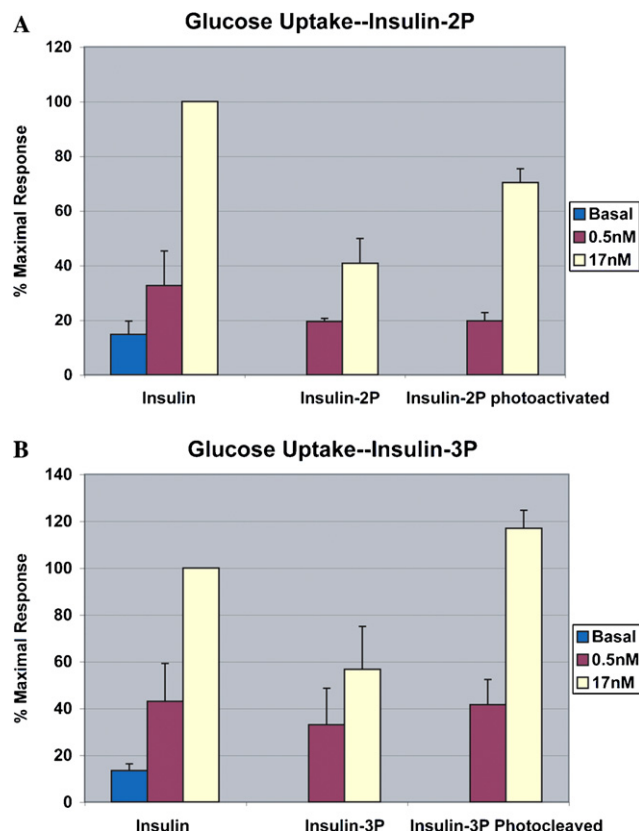 A
Glucose Uptake--Insulin-2P
% Maximal Response
120
100
80
60
40
20
0
Insulin
Insulin-2P
Insulin-2P photoactivated
Basal
0.5nM
17nM
B
Glucose Uptake--Insulin-3P
% Maximal Response
140
120
100
80
60
40
20
0
Insulin
Insulin-3P
Insulin-3P Photocleaved
Basal
0.5nM
17nM